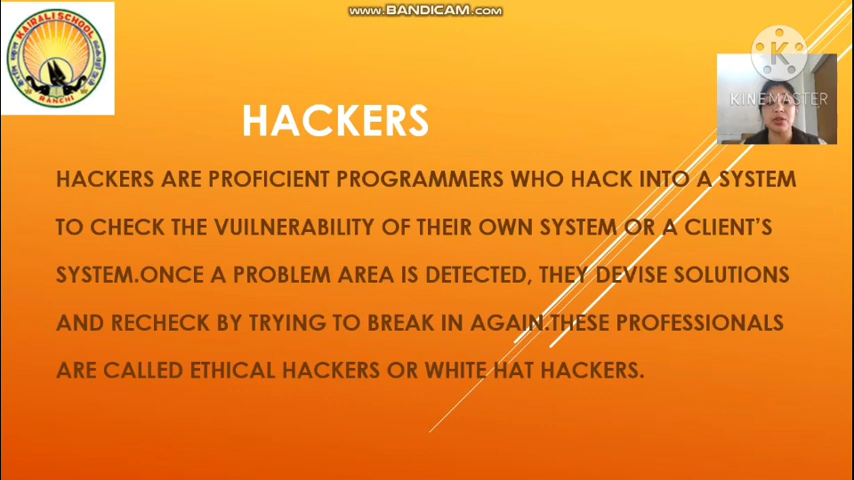 www.BANDICAM.com
KAIRALI SCHOOL
RANCHI
K
KINEMASTER
HACKERS
HACKERS ARE PROFICIENT PROGRAMMERS WHO HACK INTO A SYSTEM
TO CHECK THE VUILNERABILITY OF THEIR OWN SYSTEM OR A CLIENT'S
SYSTEM.ONCE A PROBLEM AREA IS DETECTED, THEY DEVISE SOLUTIONS
AND RECHECK BY TRYING TO BREAK IN AGAIN.THESE PROFESSIONALS
ARE CALLED ETHICAL HACKERS OR WHITE HAT HACKERS.